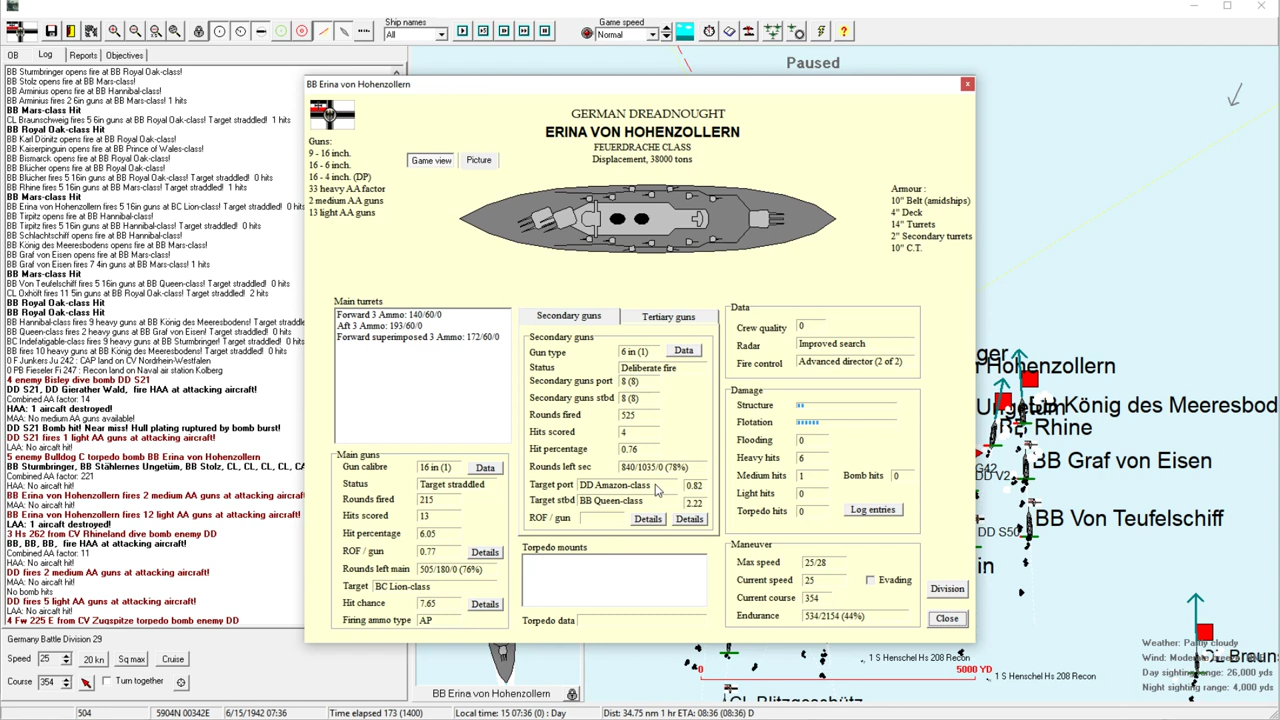 Ship names
All
Game speed
Normal
OB Log Reports Objectives
BB Sturmbringer opens fire at BB Royal Oak-class!
BB Stolz opens fire at BB Mars-class!
BB Arminius opens fire at BB Hannibal-class!
BB Arminius fires 2 6in guns at BB Mars-class! 1 hits
BB Mars-class Hit
CL Braunschweig fires 5 6in guns at BB Royal Oak-class! Target straddled! 1 hits
BB Royal Oak-class Hit
BB Karl Dönitz opens fire at BB Royal Oak-class!
BB Kaiserpinguin opens fire at BB Prince of Wales-class!
BB Bismarck opens fire at BB Royal Oak-class!
BB Blücher opens fire at BB Royal Oak-class!
BB Blücher fires 5 16in guns at BB Royal Oak-class! Target straddled! 0 hits
BB Rhine fires 5 16in guns at BB Royal Oak-class! Target straddled! 1 hits
BB Mars-class Hit
BB Erina von Hohenzollern fires 5 16in guns at BC Lion-class! Target straddled! 0 hits
BB Tirpitz opens fire at BB Hannibal-class!
BB Tirpitz fires 5 16in guns at BB Hannibal-class! Target straddled! 0 hits
BB Schlachtschiff opens fire at BB Hannibal-class!
BB König des Meeresbodens opens fire at BB Mars-class!
BB Graf von Eisen opens fire at BB Mars-class!
BB Graf von Eisen fires 7 4in guns at BB Mars-class! 1 hits
BB Mars-class Hit
BB Von Teufelschiff fires 5 16in guns at BB Queen-class! Target straddled! 0 hits
CL Oxhöft fires 11 5in guns at BB Royal Oak-class! Target straddled! 2 hits
BB Royal Oak-class Hit
BB Royal Oak-class Hit
BB Hannibal-class fires 9 heavy guns at BB König des Meeresbodens! Target
BB Queen-class fires 2 heavy guns at BB Graf von Eisen! Target straddled! 0
BC Indefatigable-class fires 9 heavy guns at BB Sturmbringer! Target straddled!
BB fires 10 heavy guns at BB König des Meeresbodens! Target straddled!
0 F Junkers Ju 242 : CAP land on CV Nordrhein-Westfalen
0 PB Fieseler Fi 247 : Recon land on Naval air station Kolberg
4 enemy Bisley dive bomb DD S21
DD S21, DD Gierather Wald, fire HAA at attacking aircraft!
Combined AA factor: 14
HAA: 1 aircraft destroyed!
MAA: No medium AA guns available!
DD S21 Bomb hit! Near miss! Hull plating ruptured by bomb burst!
DD S21 fires 1 light AA guns at attacking aircraft!
LAA: No aircraft hit!
5 enemy Bulldog C torpedo bomb BB Erina von Hohenzollern
BB Sturmbringer, BB Stählernes Ungetüm, BB Stolz, CL, CL, CL, CL, CA
Combined AA factor: 221
HAA: No aircraft hit!
BB Erina von Hohenzollern fires 2 medium AA guns at attacking aircraft!
MAA: No aircraft hit!
BB Erina von Hohenzollern fires 12 light AA guns at attacking aircraft!
LAA: 1 aircraft destroyed!
3 Hs 262 from CV Rhineland dive bomb enemy DD
BB, BB, BB, fire HAA at attacking aircraft!
Combined AA factor: 11
HAA: No aircraft hit!
DD fires 2 medium AA guns at attacking aircraft!
MAA: No aircraft hit!
No bomb hits
DD fires 5 light AA guns at attacking aircraft!
LAA: No aircraft hit!
4 Fw 225 E from CV Zugspitze torpedo bomb enemy DD
Germany Battle Division 29
Speed 25 20 kn Sq max Cruise
Course 354 Turn together
BB Erina von Hohenzollern
GERMAN DREADNOUGHT
ERINA VON HOHENZOLLERN
FEUERDRACHE CLASS
Displacement, 38000 tons
Guns:
9 - 16 inch.
16 - 6 inch.
16 - 4 inch. (DP)
33 heavy AA factor
2 medium AA guns
13 light AA guns
Game view Picture
Armour :
10" Belt (amidships)
4" Deck
14" Turrets
2" Secondary turrets
10" C.T.
Main turrets
Forward 3 Ammo: 140/60/0
Aft 3 Ammo: 193/60/0
Forward superimposed 3 Ammo: 172/60/0
Main guns
Gun calibre 16 in (1) Data
Status Target straddled
Rounds fired 215
Hits scored 13
Hit percentage 6.05
ROF / gun 0.77 Details
Rounds left main 505/180/0 (76%)
Target BC Lion-class
Hit chance 7.65 Details
Firing ammo type AP
Secondary guns Tertiary guns
Secondary guns
Gun type 6 in (1) Data
Status Deliberate fire
Secondary guns port 8 (8)
Secondary guns stbd 8 (8)
Rounds fired 525
Hits scored 4
Hit percentage 0.76
Rounds left sec 840/1035/0 (78%)
Target port DD Amazon-class 0.82
Target stbd BB Queen-class 2.22
ROF / gun Details Details
Torpedo mounts
Torpedo data
Data
Crew quality 0
Radar Improved search
Fire control Advanced director (2 of 2)
Damage
Structure
Flotation
Flooding 0
Heavy hits 6
Medium hits 1 Bomb hits 0
Light hits 0
Torpedo hits 0 Log entries
Maneuver
Max speed 25/28
Current speed 25 Evading
Current course 354
Endurance 534/2154 (44%)
Division
Close
Paused
Hohenzollern
BB König des Meeresbod
BB Rhine
BB Graf von Eisen
DD V2
BB Von Teufelschiff
DD S50
CL Braun
1 S Henschel Hs 208 Recon
1 S Henschel Hs 208 Recon
0 5000 YD
CL Blitzgeschütz
BB Erina von Hohenzollern
Weather: Partly cloudy
Day sighting range: 26,000 yds
Night sighting range: 4,000 yds
504 5904N 00342E 6/15/1942 07:36 Time elapsed 173 (1400) Local time: 15 07:36 (0) : Day Dist: 34.75 nm 1 hr ETA: 08:36 (08:36) D